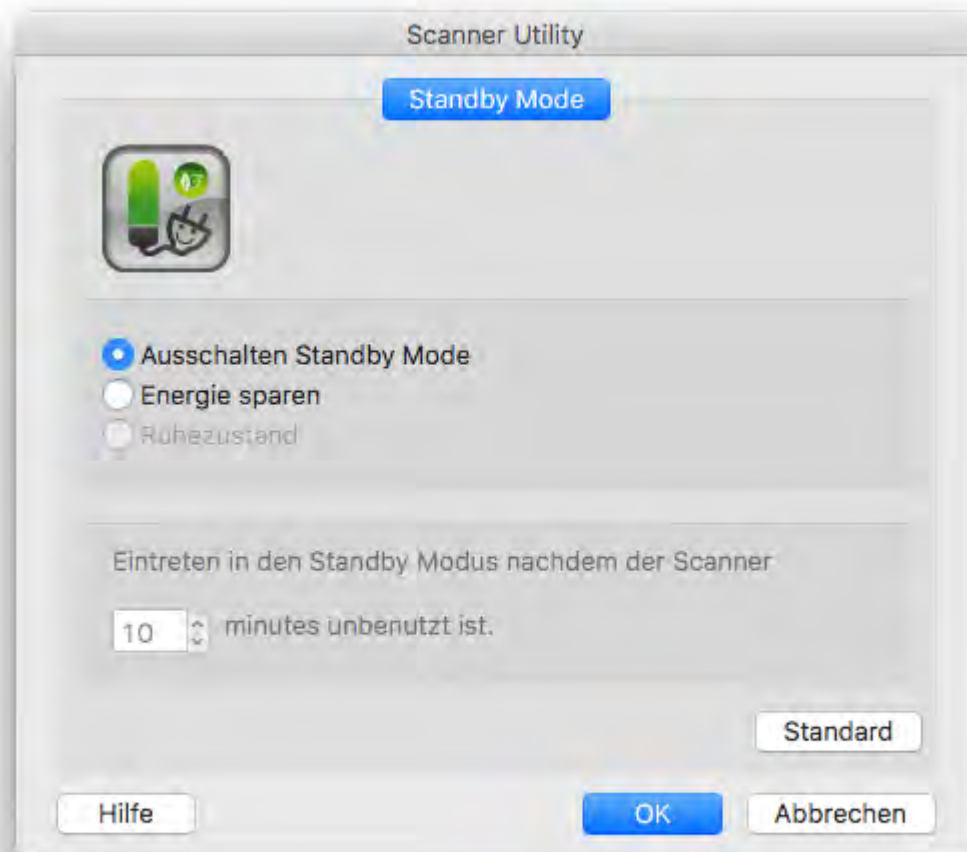 Scanner Utility
Standby Mode
Ausschalten Standby Mode
Energie sparen
Ruhezustand
Eintreten in den Standby Modus nachdem der Scanner
10 minutes unbenutzt ist.
Standard
Hilfe OK Abbrechen